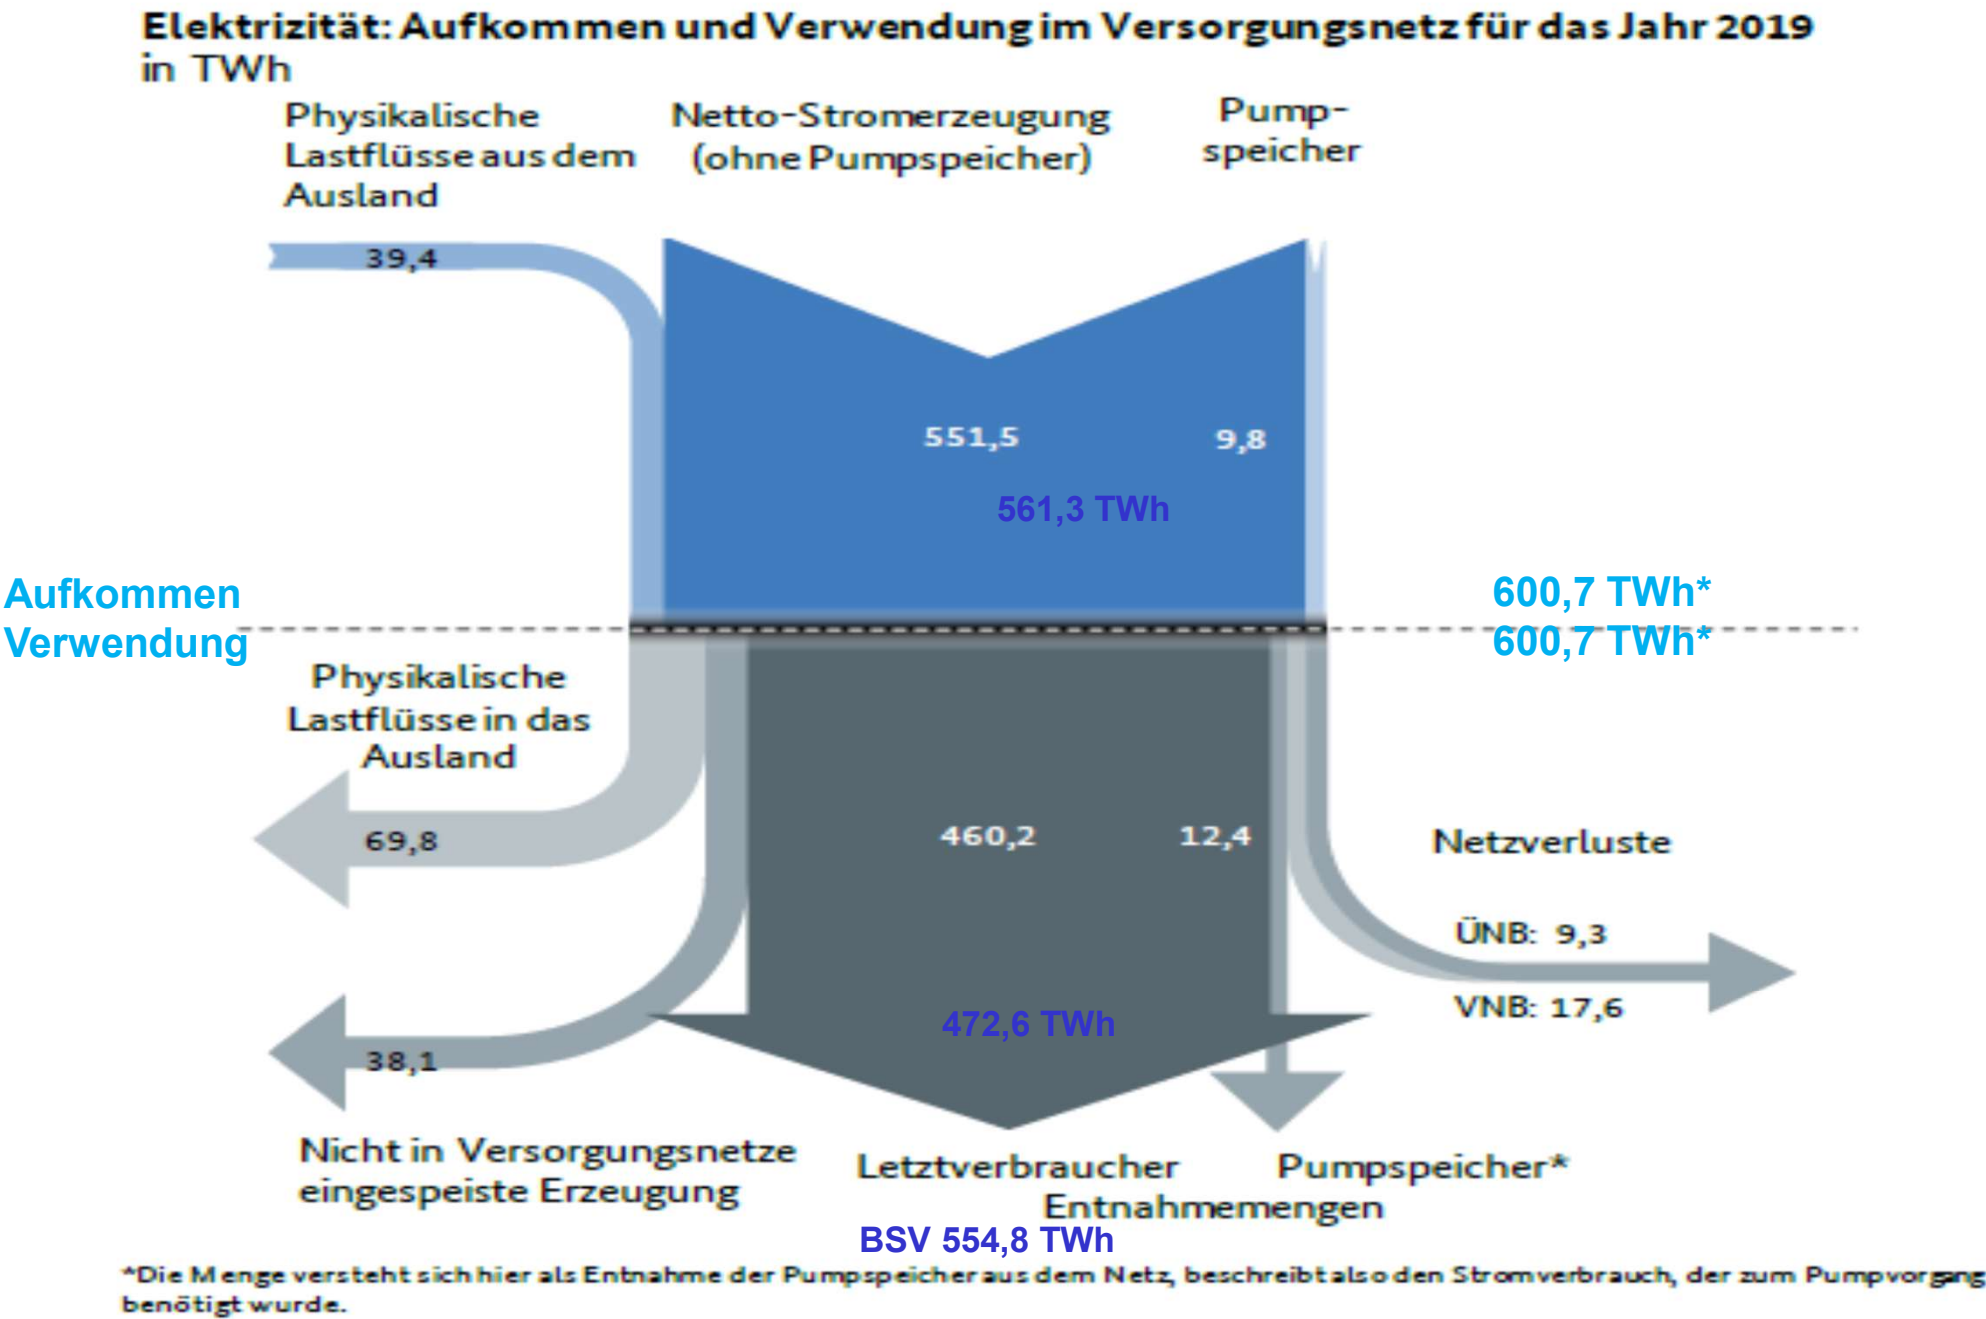 Elektrizität: Aufkommen und Verwendung im Versorgungsnetz für das Jahr 2019
in TWh
Physikalische
Lastflüsse aus dem
Ausland
Netto-Stromerzeugung
(ohne Pumpspeicher)
Pump-
speicher
39,4
551,5
9,8
561,3 TWh
Aufkommen
600,7 TWh*
Verwendung
600,7 TWh*
Physikalische
Lastflüsse in das
Ausland
69,8
460,2
12,4
Netzverluste
ÜNB: 9,3
VNB: 17,6
472,6 TWh
38,1
Nicht in Versorgungsnetze
eingespeiste Erzeugung
Letztverbraucher
Pumpspeicher*
Entnahmemengen
BSV 554,8 TWh
*Die Menge versteht sich hier als Entnahme der Pumpspeicher aus dem Netz, beschreibt also den Stromverbrauch, der zum Pumpvorgang
benötigt wurde.